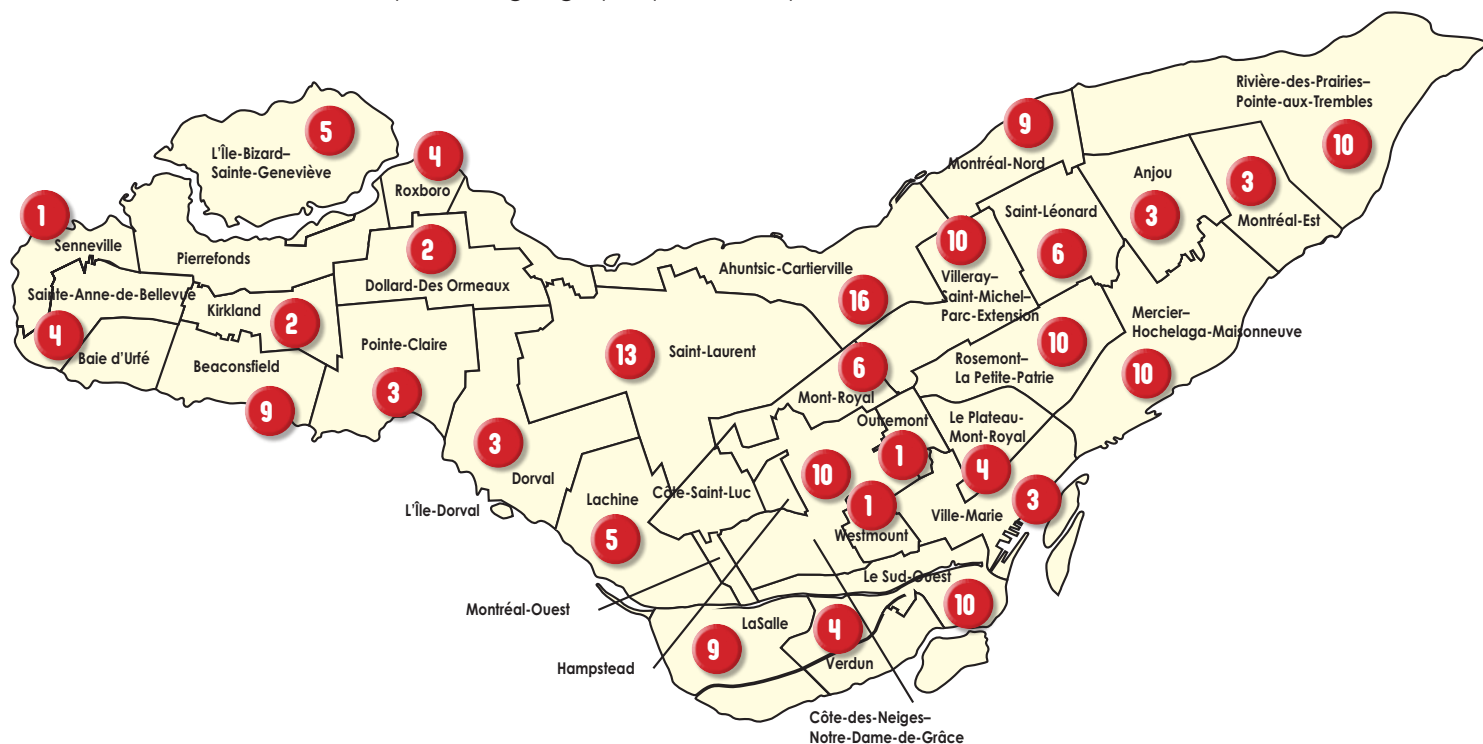 Rivière-des-Prairies–
Pointe-aux-Trembles
10
9
Montréal-Nord
Anjou
3
3
Montréal-Est
5
L'Île-Bizard–
Sainte-Geneviève
4
Roxboro
1
Senneville
Pierrefonds
2
Dollard-Des Ormeaux
Saint-Léonard
6
10
Villeray–
Saint-Michel–
Parc-Extension
Ahuntsic-Cartierville
16
Sainte-Anne-de-Bellevue
4
Baie d'Urfé
Kirkland
2
Beaconsfield
9
Pointe-Claire
3
13
Saint-Laurent
6
Mont-Royal
10
Rosemont–
La Petite-Patrie
Mercier–
Hochelaga-Maisonneuve
10
3
Dorval
L'Île-Dorval
Lachine
5
Côte-Saint-Luc
10
Outremont
1
Le Plateau-
Mont-Royal
4
3
Ville-Marie
1
Westmount
Le Sud-Ouest
10
Montréal-Ouest
Hampstead
LaSalle
9
4
Verdun
Côte-des-Neiges–
Notre-Dame-de-Grâce